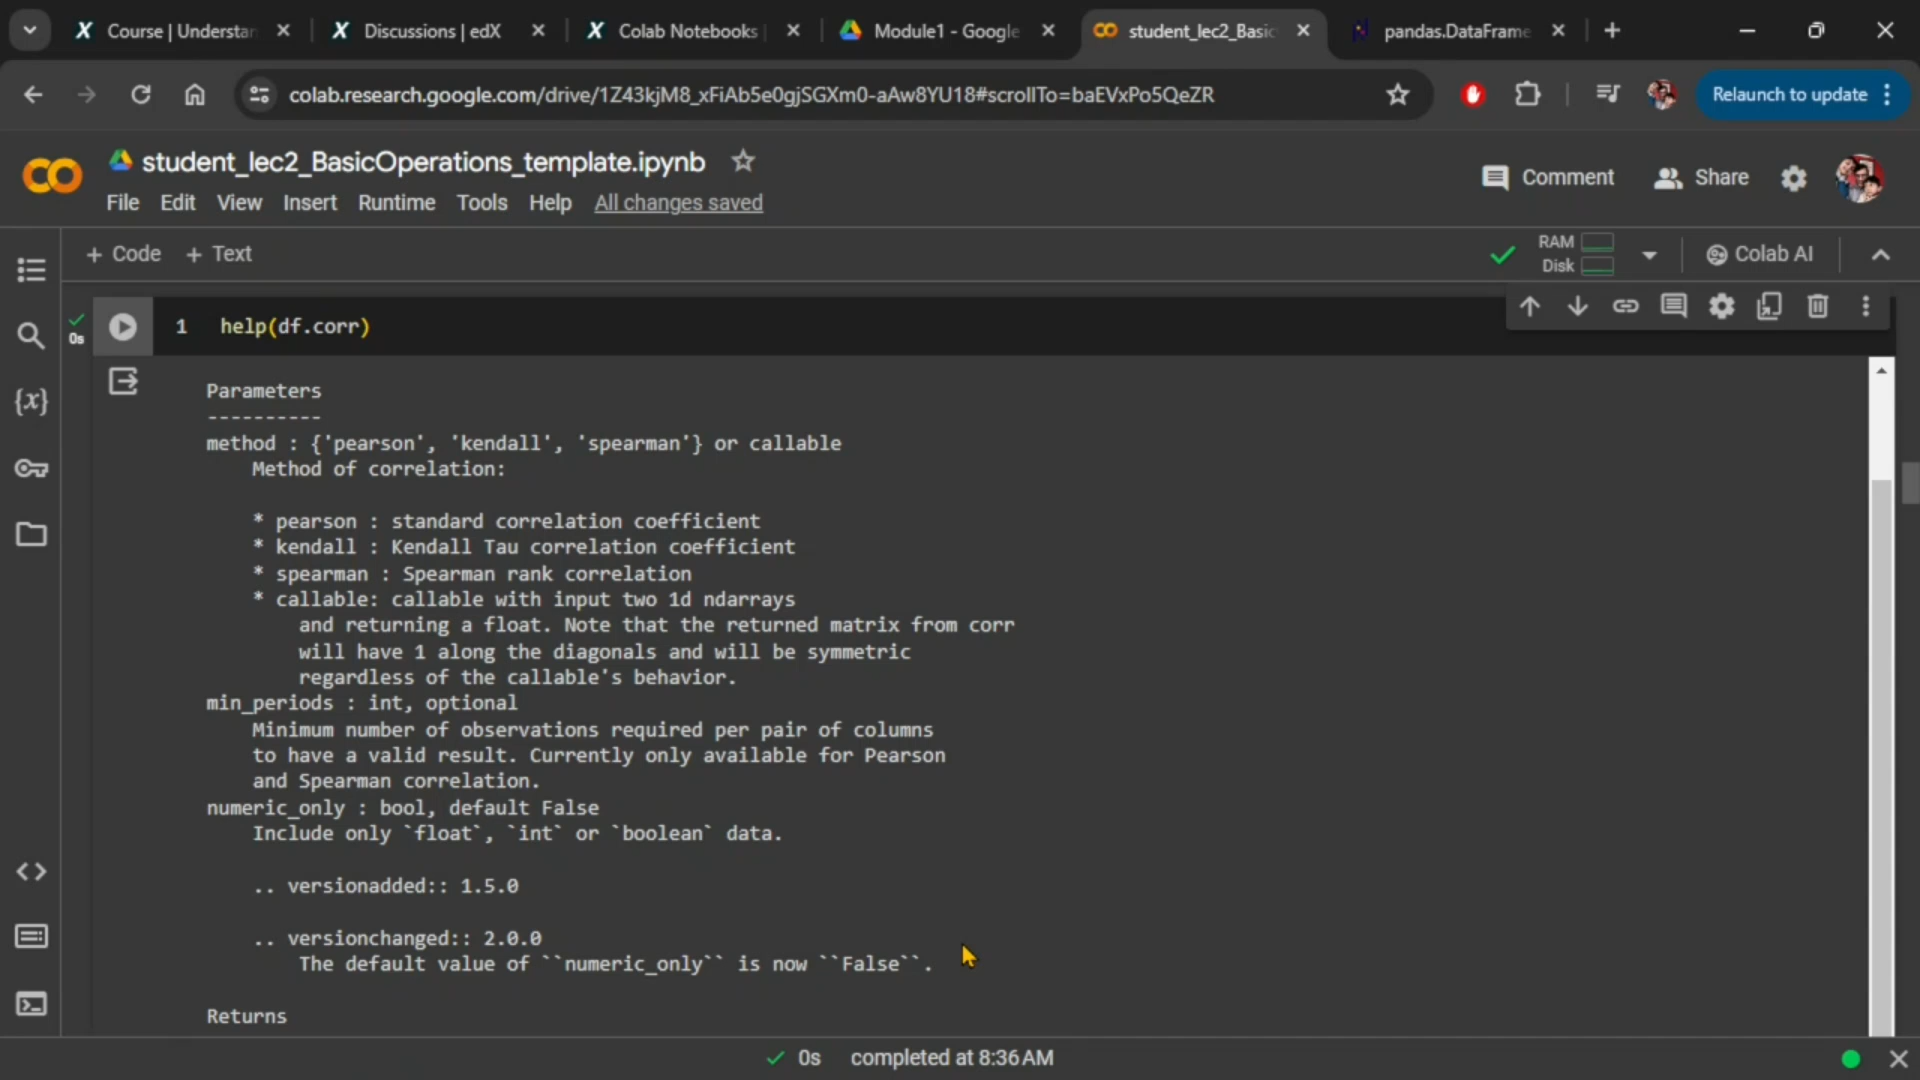 Course | Understa
Discussions | edX
Colab Notebooks
Module1 - Google
student_lec2_Basic
pandas.DataFrame
colab.research.google.com/drive/1Z43kjM8_xFiAb5e0gjSGXm0-aAw8YU18#scrollTo=baEVxPo5QeZR
Relaunch to update
student_lec2_BasicOperations_template.ipynb
File Edit View Insert Runtime Tools Help All changes saved
Comment Share
+ Code + Text
RAM
Disk
Colab AI
0s
1 help(df.corr)
Parameters
----------
method : {'pearson', 'kendall', 'spearman'} or callable
Method of correlation:
* pearson : standard correlation coefficient
* kendall : Kendall Tau correlation coefficient
* spearman : Spearman rank correlation
* callable: callable with input two 1d ndarrays
and returning a float. Note that the returned matrix from corr
will have 1 along the diagonals and will be symmetric
regardless of the callable's behavior.
min_periods : int, optional
Minimum number of observations required per pair of columns
to have a valid result. Currently only available for Pearson
and Spearman correlation.
numeric_only : bool, default False
Include only `float`, `int` or `boolean` data.
.. versionadded:: 1.5.0
.. versionchanged:: 2.0.0
The default value of ``numeric_only`` is now ``False``.
Returns
0s completed at 8:36 AM